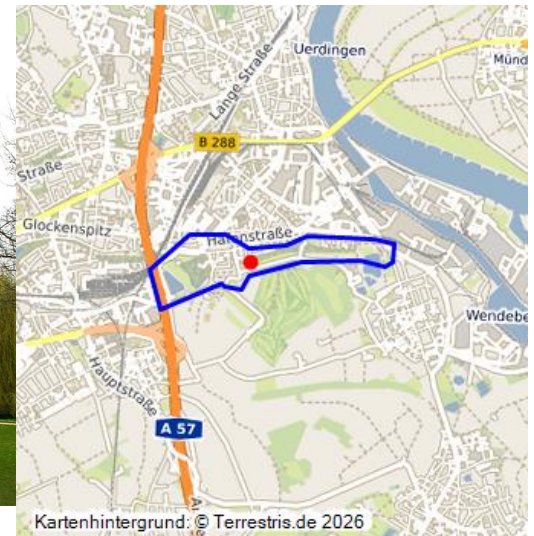 Uerdingen
Münd
Lange Straße
B 288
Straße
Glockenspitz
Hafenstraße
Wendebe
Hauptstraße
A 57
A
Kartenhintergrund: © Terrestris.de 2026